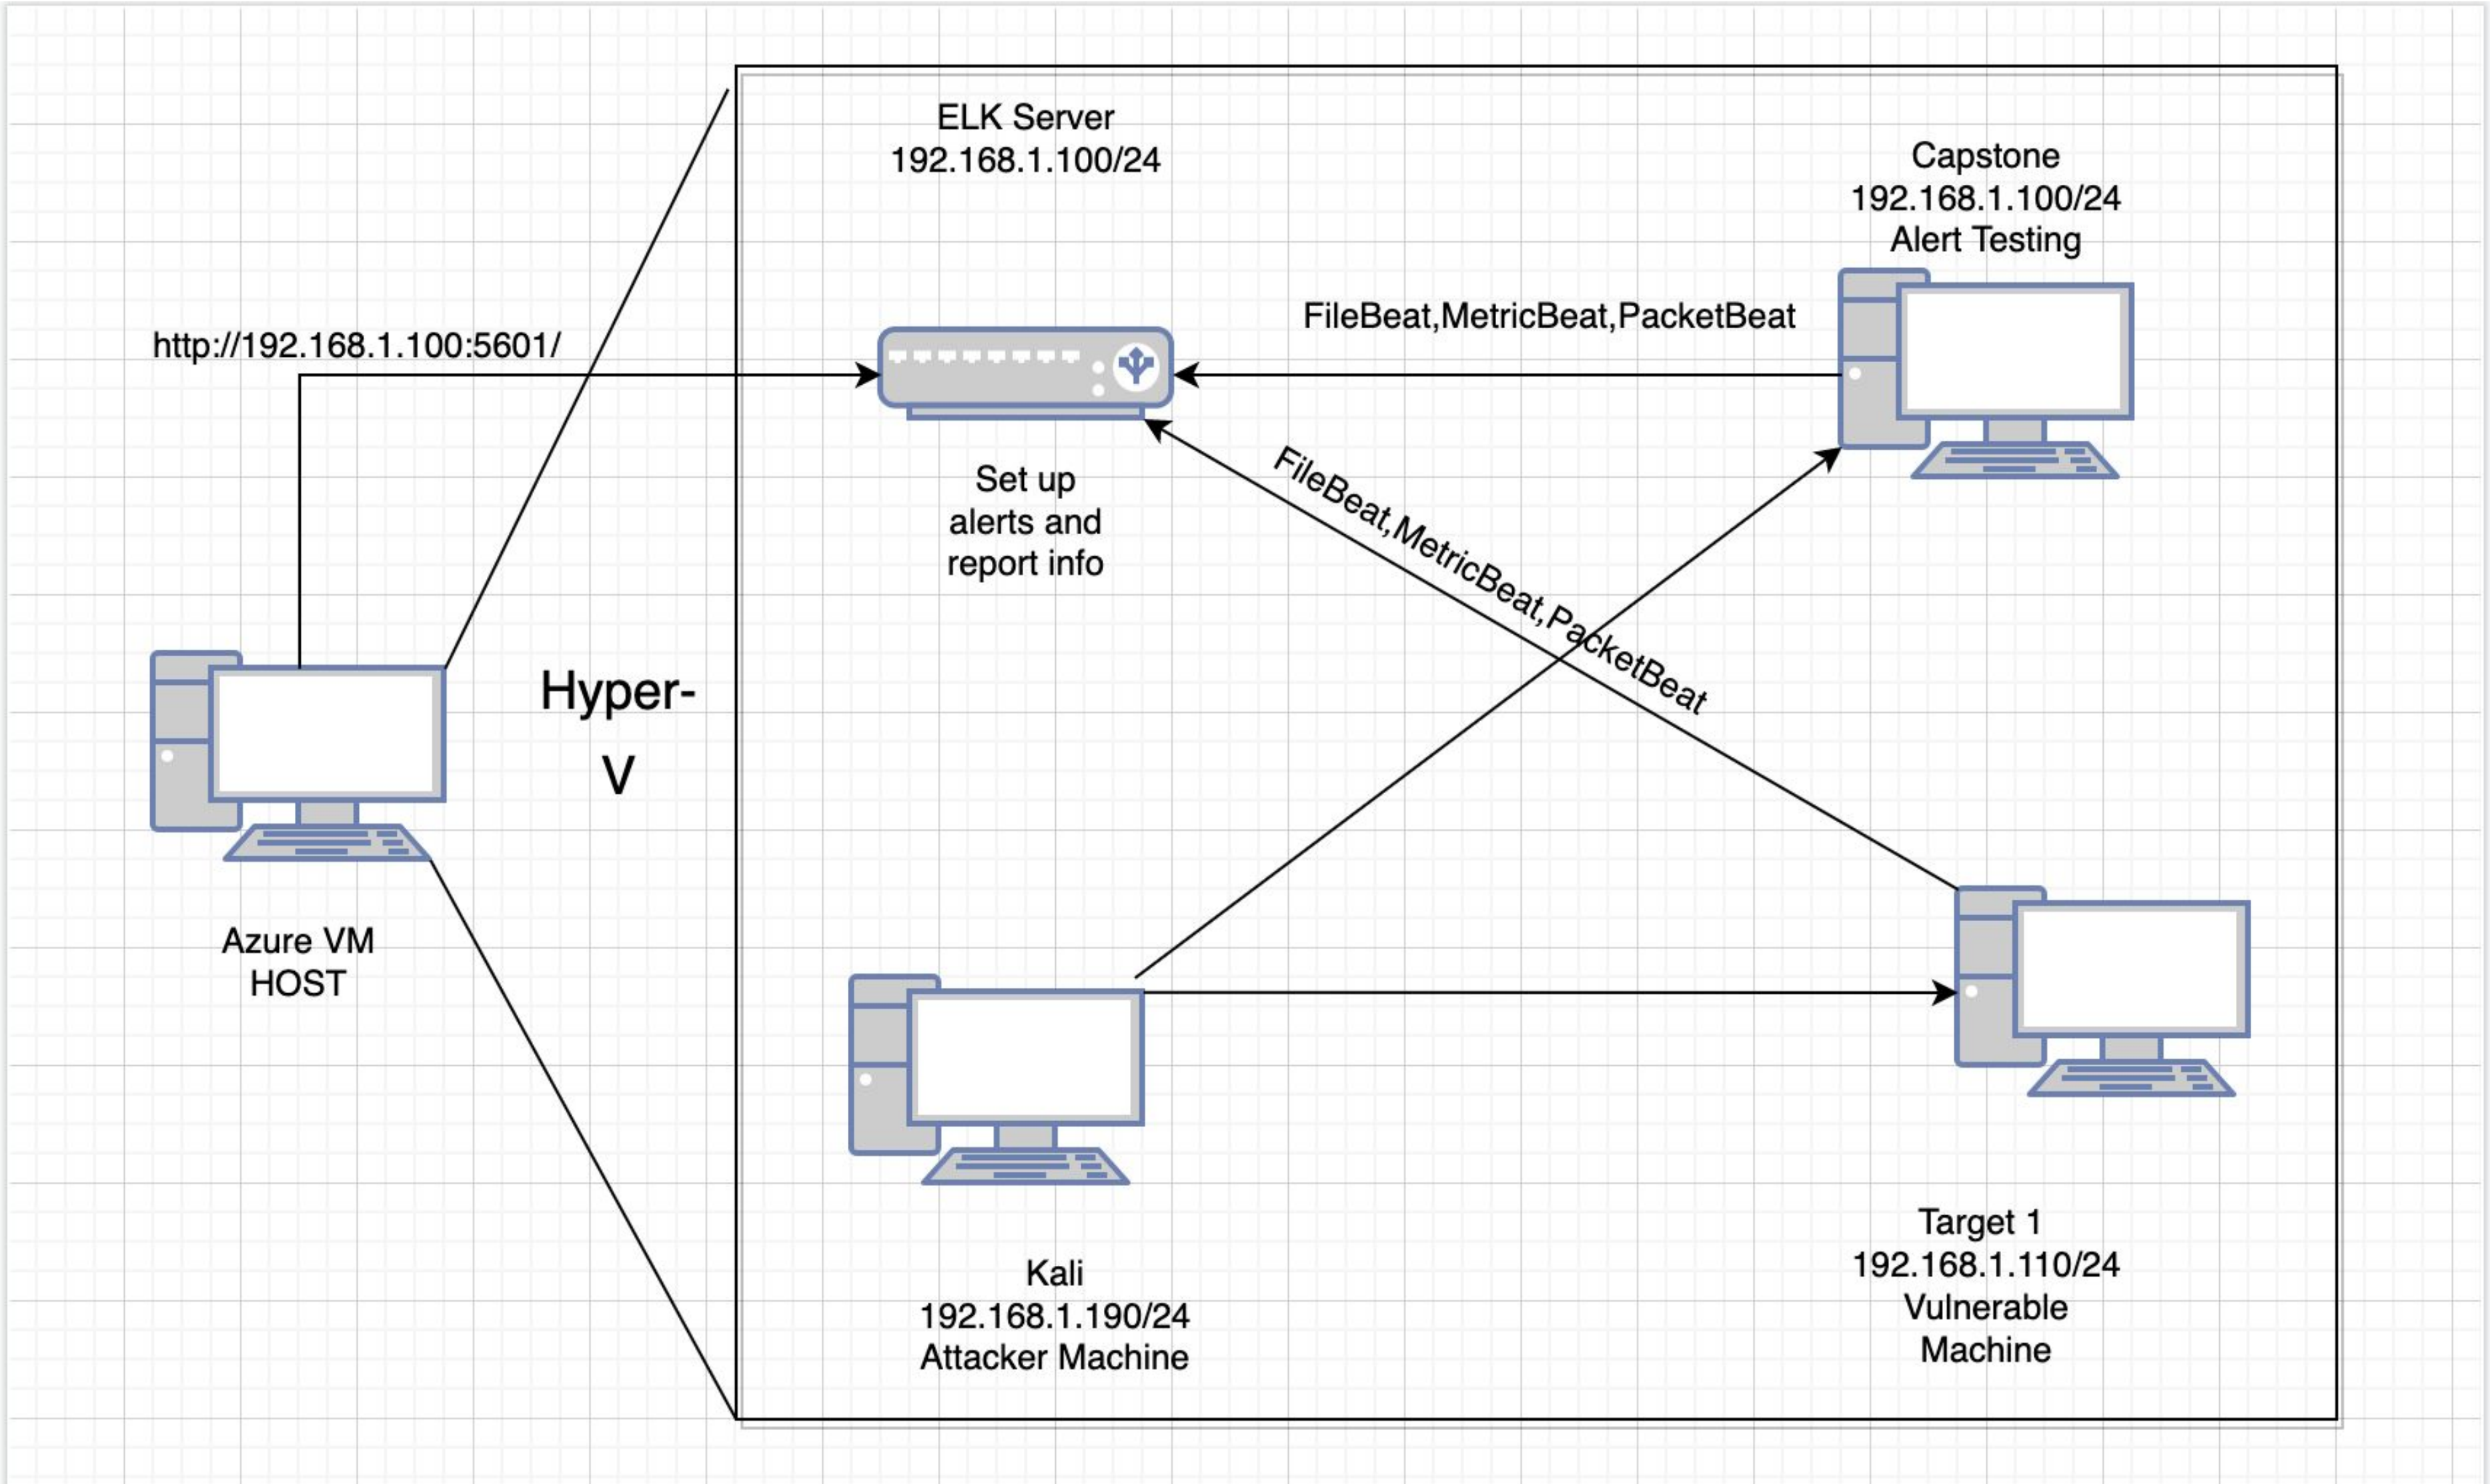 ELK Server
192.168.1.100/24
Capstone
192.168.1.100/24
Alert Testing
http://192.168.1.100:5601/
FileBeat,MetricBeat,PacketBeat
Set up
alerts and
report info
FileBeat,MetricBeat,PacketBeat
Hyper-
V
Azure VM
HOST
Kali
192.168.1.190/24
Attacker Machine
Target 1
192.168.1.110/24
Vulnerable
Machine